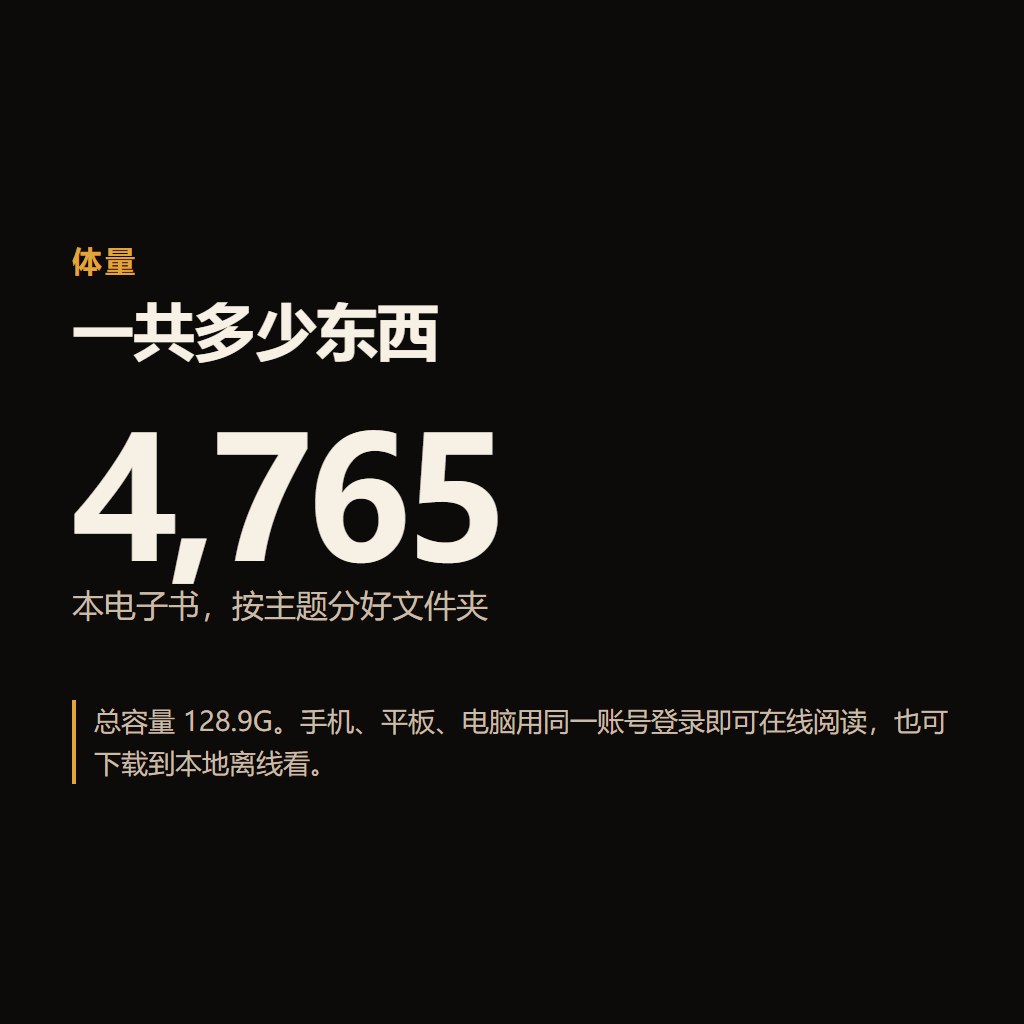 体量
一共多少东西
4,765
本电子书，按主题分好文件夹
总容量 128.9G。手机、平板、电脑用同一账号登录即可在线阅读，也可
下载到本地离线看。